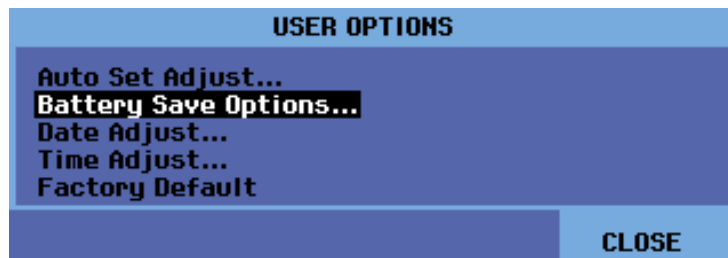 USER OPTIONS
Auto Set Adjust...
Battery Save Options...
Date Adjust...
Time Adjust...
Factory Default
CLOSE